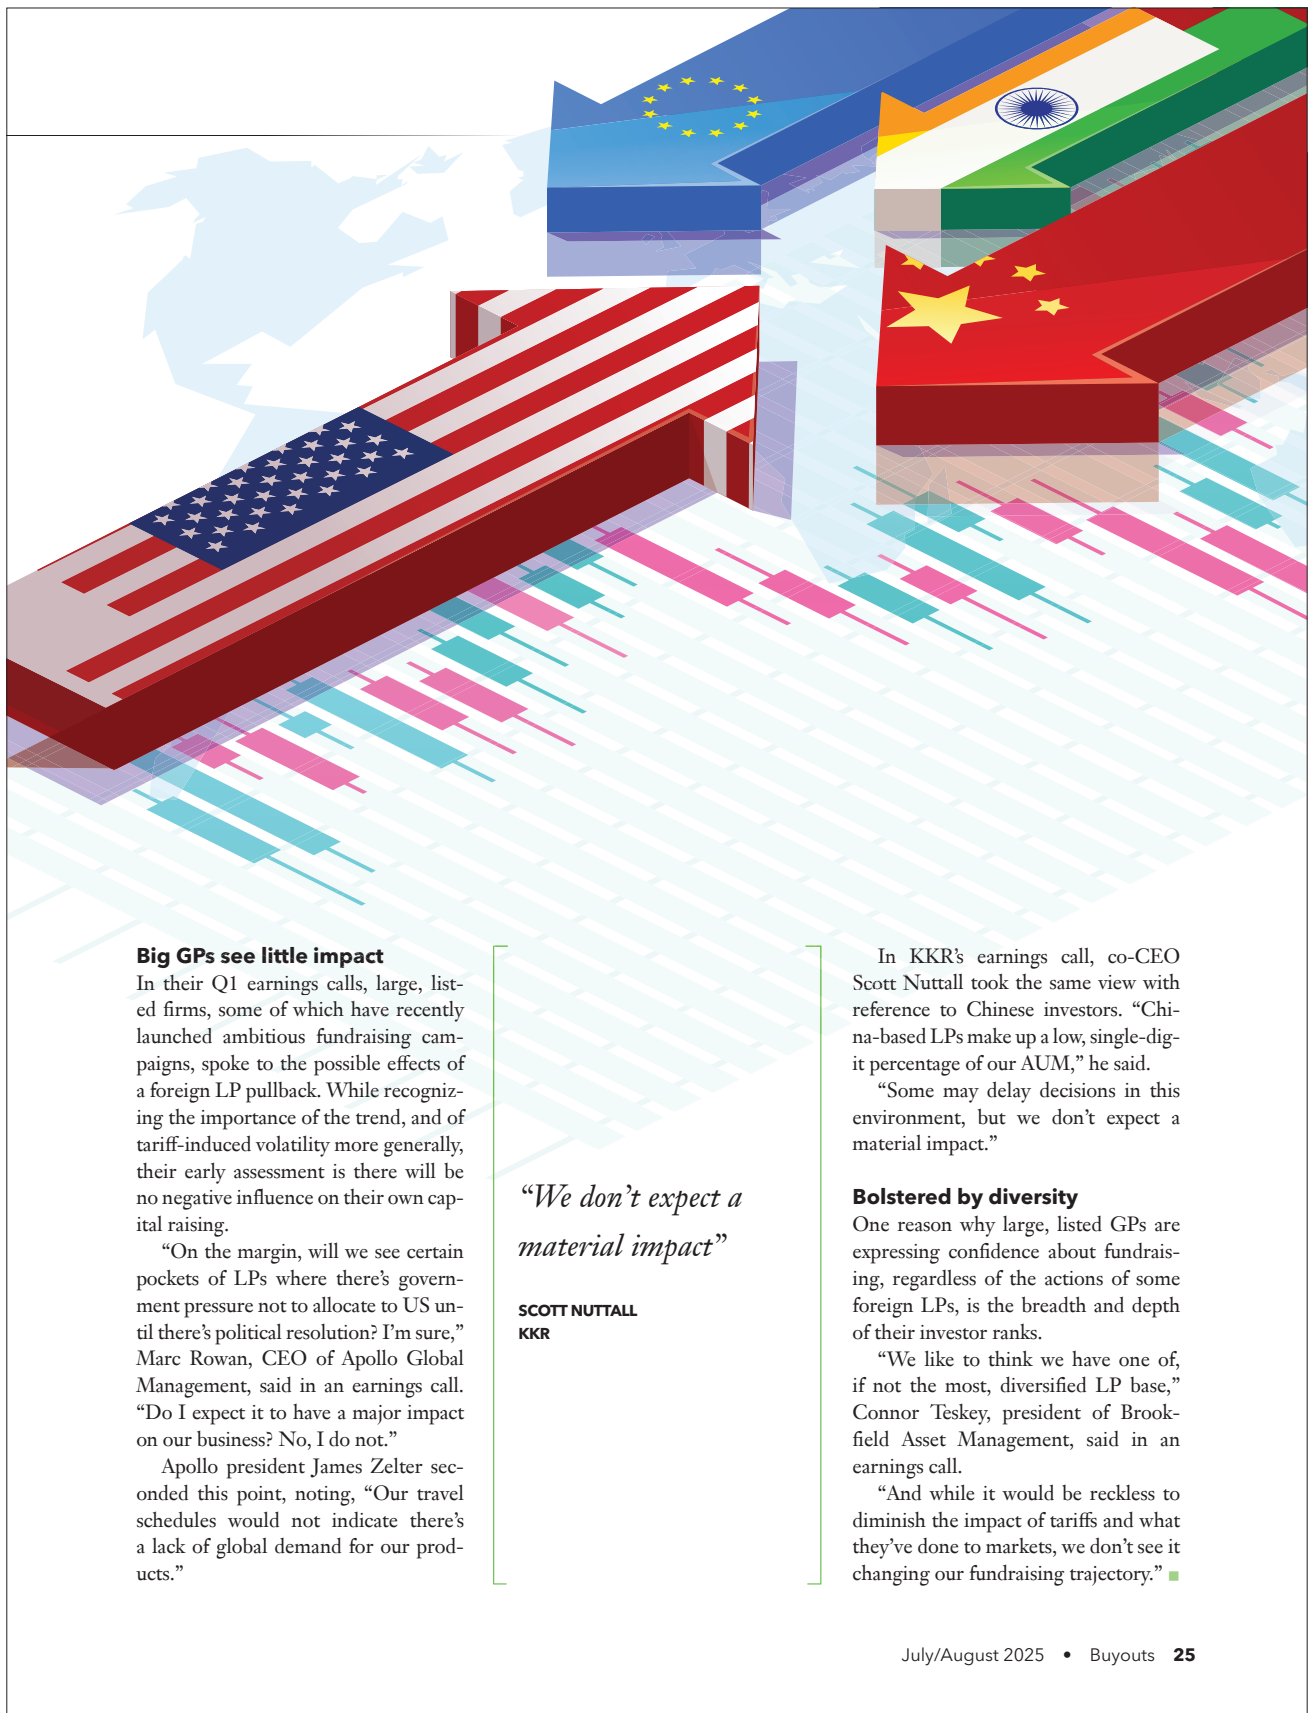 Big GPs see little impact
In their Q1 earnings calls, large, list-
ed firms, some of which have recently
launched ambitious fundraising cam-
paigns, spoke to the possible effects of
a foreign LP pullback. While recogniz-
ing the importance of the trend, and of
tariff-induced volatility more generally,
their early assessment is there will be
no negative influence on their own cap-
ital raising.
“On the margin, will we see certain
pockets of LPs where there’s govern-
ment pressure not to allocate to US un-
til there’s political resolution? I’m sure,”
Marc Rowan, CEO of Apollo Global
Management, said in an earnings call.
“Do I expect it to have a major impact
on our business? No, I do not.”
Apollo president James Zelter sec-
onded this point, noting, “Our travel
schedules would not indicate there’s
a lack of global demand for our prod-
ucts.”
“We don’t expect a
material impact”
SCOTT NUTTALL
KKR
In KKR’s earnings call, co-CEO
Scott Nuttall took the same view with
reference to Chinese investors. “Chi-
na-based LPs make up a low, single-dig-
it percentage of our AUM,” he said.
“Some may delay decisions in this
environment, but we don’t expect a
material impact.”
Bolstered by diversity
One reason why large, listed GPs are
expressing confidence about fundrais-
ing, regardless of the actions of some
foreign LPs, is the breadth and depth
of their investor ranks.
“We like to think we have one of,
if not the most, diversified LP base,”
Connor Teskey, president of Brook-
field Asset Management, said in an
earnings call.
“And while it would be reckless to
diminish the impact of tariffs and what
they’ve done to markets, we don’t see it
changing our fundraising trajectory.” ■
July/August 2025 • Buyouts 25